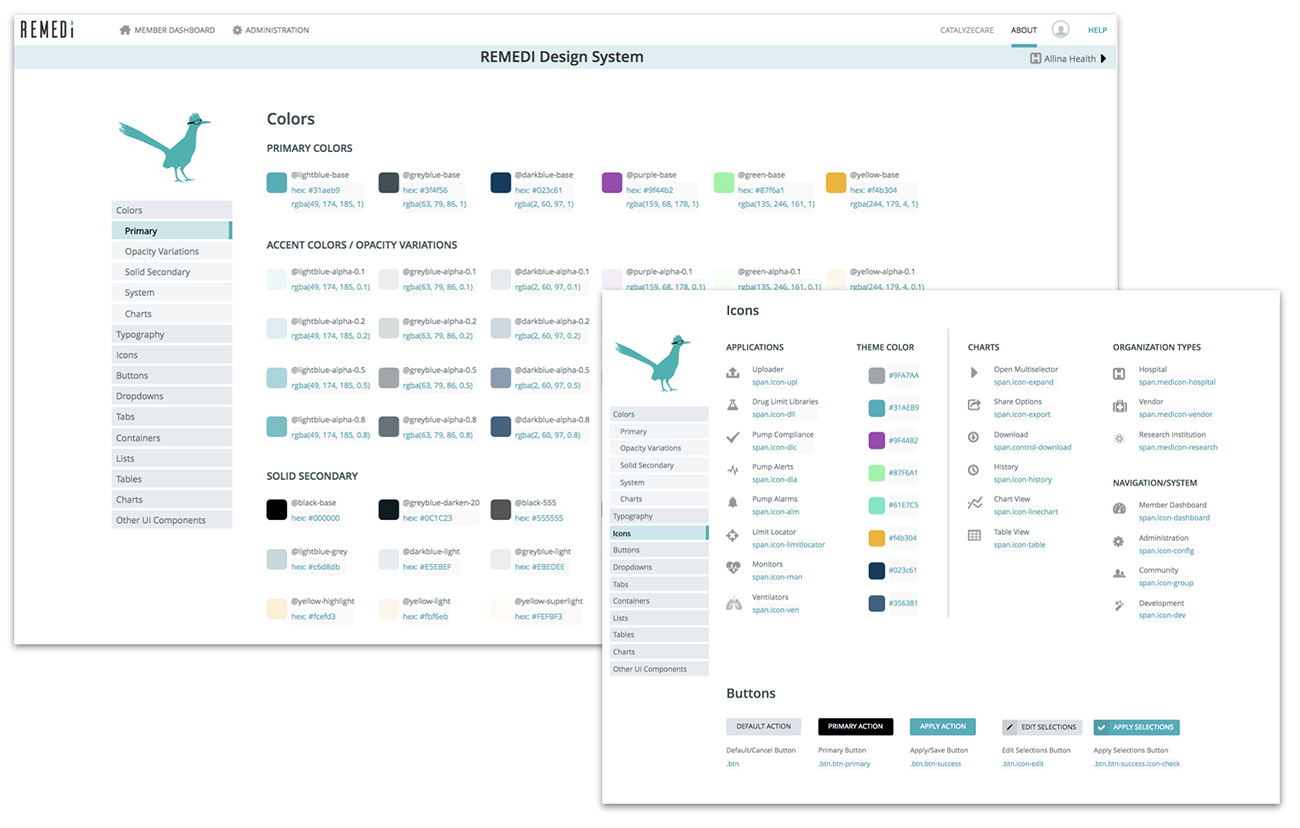 REMEDi
MEMBER DASHBOARD
ADMINISTRATION
CATALYZECARE
ABOUT
HELP
REMEDI Design System
Allina Health
Colors
Primary
Opacity Variations
Solid Secondary
System
Charts
Typography
Icons
Buttons
Dropdowns
Tabs
Containers
Lists
Tables
Charts
Other UI Components
Colors
PRIMARY COLORS
@lightblue-base
hex: #31aeb9
rgba(49, 174, 185, 1)
@greyblue-base
hex: #3f4f56
rgba(63, 79, 86, 1)
@darkblue-base
hex: #023c61
rgba(2, 60, 97, 1)
@purple-base
hex: #9f44b2
rgba(159, 68, 178, 1)
@green-base
hex: #87f6a1
rgba(135, 246, 161, 1)
@yellow-base
hex: #f4b304
rgba(244, 179, 4, 1)
ACCENT COLORS / OPACITY VARIATIONS
@lightblue-alpha-0.1
rgba(49, 174, 185, 0.1)
@greyblue-alpha-0.1
rgba(63, 79, 86, 0.1)
@darkblue-alpha-0.1
rgba(2, 60, 97, 0.1)
@purple-alpha-0.1
rgba(159, 68, 178, 0.1)
@green-alpha-0.1
rgba(135, 246, 161, 0.1)
@yellow-alpha-0.1
rgba(244, 179, 4, 0.1)
@lightblue-alpha-0.2
rgba(49, 174, 185, 0.2)
@greyblue-alpha-0.2
rgba(63, 79, 86, 0.2)
@darkblue-alpha-0.2
rgba(2, 60, 97, 0.2)
@lightblue-alpha-0.5
rgba(49, 174, 185, 0.5)
@greyblue-alpha-0.5
rgba(63, 79, 86, 0.5)
@darkblue-alpha-0.5
rgba(2, 60, 97, 0.5)
@lightblue-alpha-0.8
rgba(49, 174, 185, 0.8)
@greyblue-alpha-0.8
rgba(63, 79, 86, 0.8)
@darkblue-alpha-0.8
rgba(2, 60, 97, 0.8)
SOLID SECONDARY
@black-base
hex: #000000
@greyblue-darken-20
hex: #0C1C23
@black-555
hex: #555555
@lightblue-grey
hex: #c6d8db
@darkblue-light
hex: #E5EBEF
@greyblue-light
hex: #EBEDEE
@yellow-highlight
hex: #fcefd3
@yellow-light
hex: #fbf6eb
@yellow-superlight
hex: #FEFBF3
Colors
Primary
Opacity Variations
Solid Secondary
System
Charts
Typography
Icons
Buttons
Dropdowns
Tabs
Containers
Lists
Tables
Charts
Other UI Components
Icons
APPLICATIONS
Uploader
span.icon-upl
Drug Limit Libraries
span.icon-dll
Pump Compliance
span.icon-dlc
Pump Alerts
span.icon-dla
Pump Alarms
span.icon-alm
Limit Locator
span.icon-limitlocator
Monitors
span.icon-mon
Ventilators
span.icon-ven
THEME COLOR
#9FA7AA
#31AEB9
#9F44B2
#87F6A1
#61E7C5
#f4b304
#023c61
#356381
CHARTS
Open Multiselector
span.icon-expand
Share Options
span.icon-export
Download
span.control-download
History
span.icon-history
Chart View
span.icon-linechart
Table View
span.icon-table
ORGANIZATION TYPES
Hospital
span.medicon-hospital
Vendor
span.medicon-vendor
Research Institution
span.medicon-research
NAVIGATION/SYSTEM
Member Dashboard
span.icon-dashboard
Administration
span.icon-config
Community
span.icon-group
Development
span.icon-dev
Buttons
DEFAULT ACTION
Default/Cancel Button
.btn
PRIMARY ACTION
Primary Button
.btn.btn-primary
APPLY ACTION
Apply/Save Button
.btn.btn-success
EDIT SELECTIONS
Edit Selections Button
.btn.icon-edit
APPLY SELECTIONS
Apply Selections Button
.btn.btn-success.icon-check